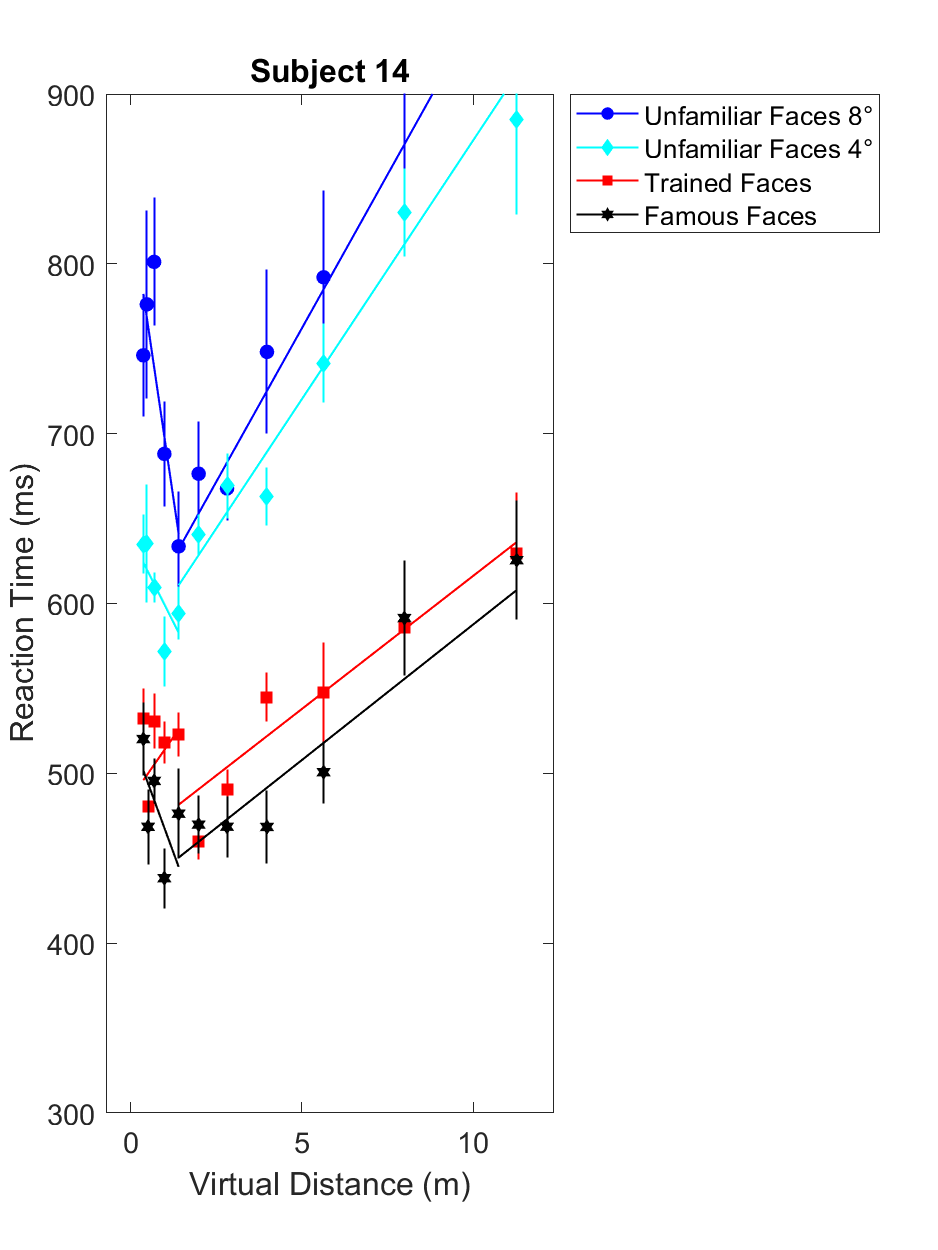 Subject 14
900
800
700
600
500
400
300
0
5
10
Reaction Time (ms)
Virtual Distance (m)
Unfamiliar Faces 8°
Unfamiliar Faces 4°
Trained Faces
Famous Faces